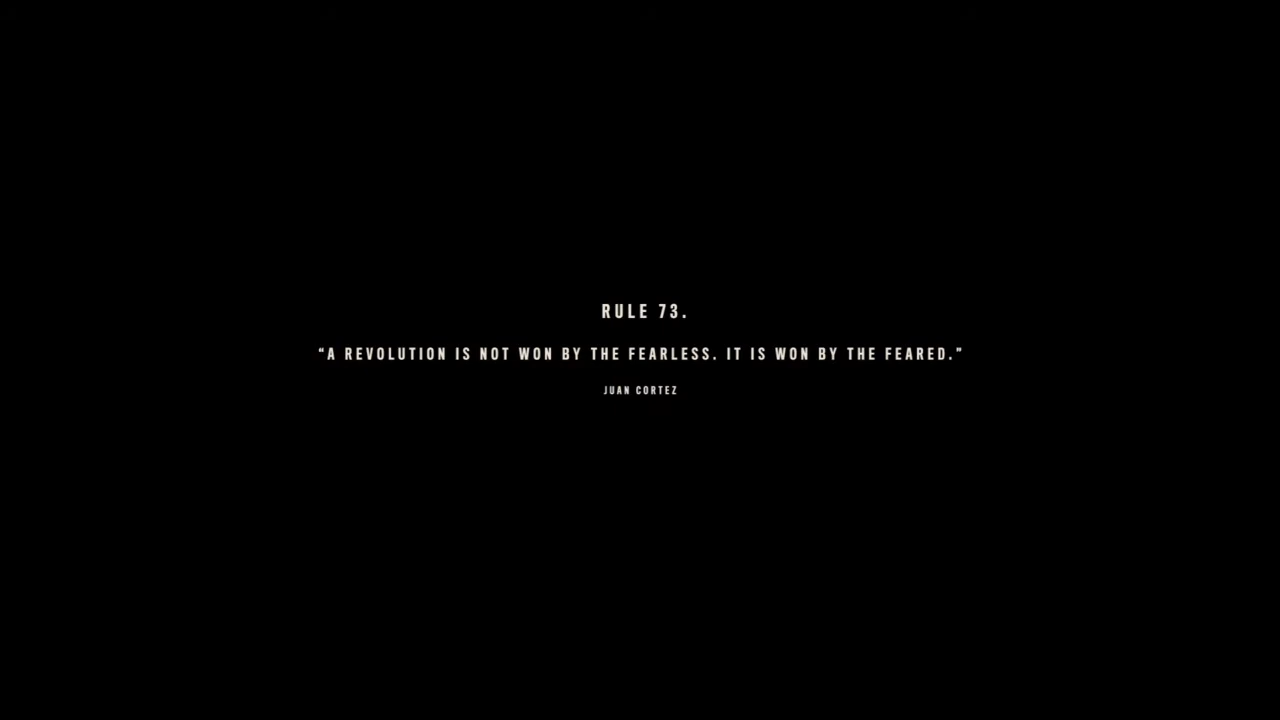 RULE 73.
“A REVOLUTION IS NOT WON BY THE FEARLESS. IT IS WON BY THE FEARED.”
JUAN CORTEZ